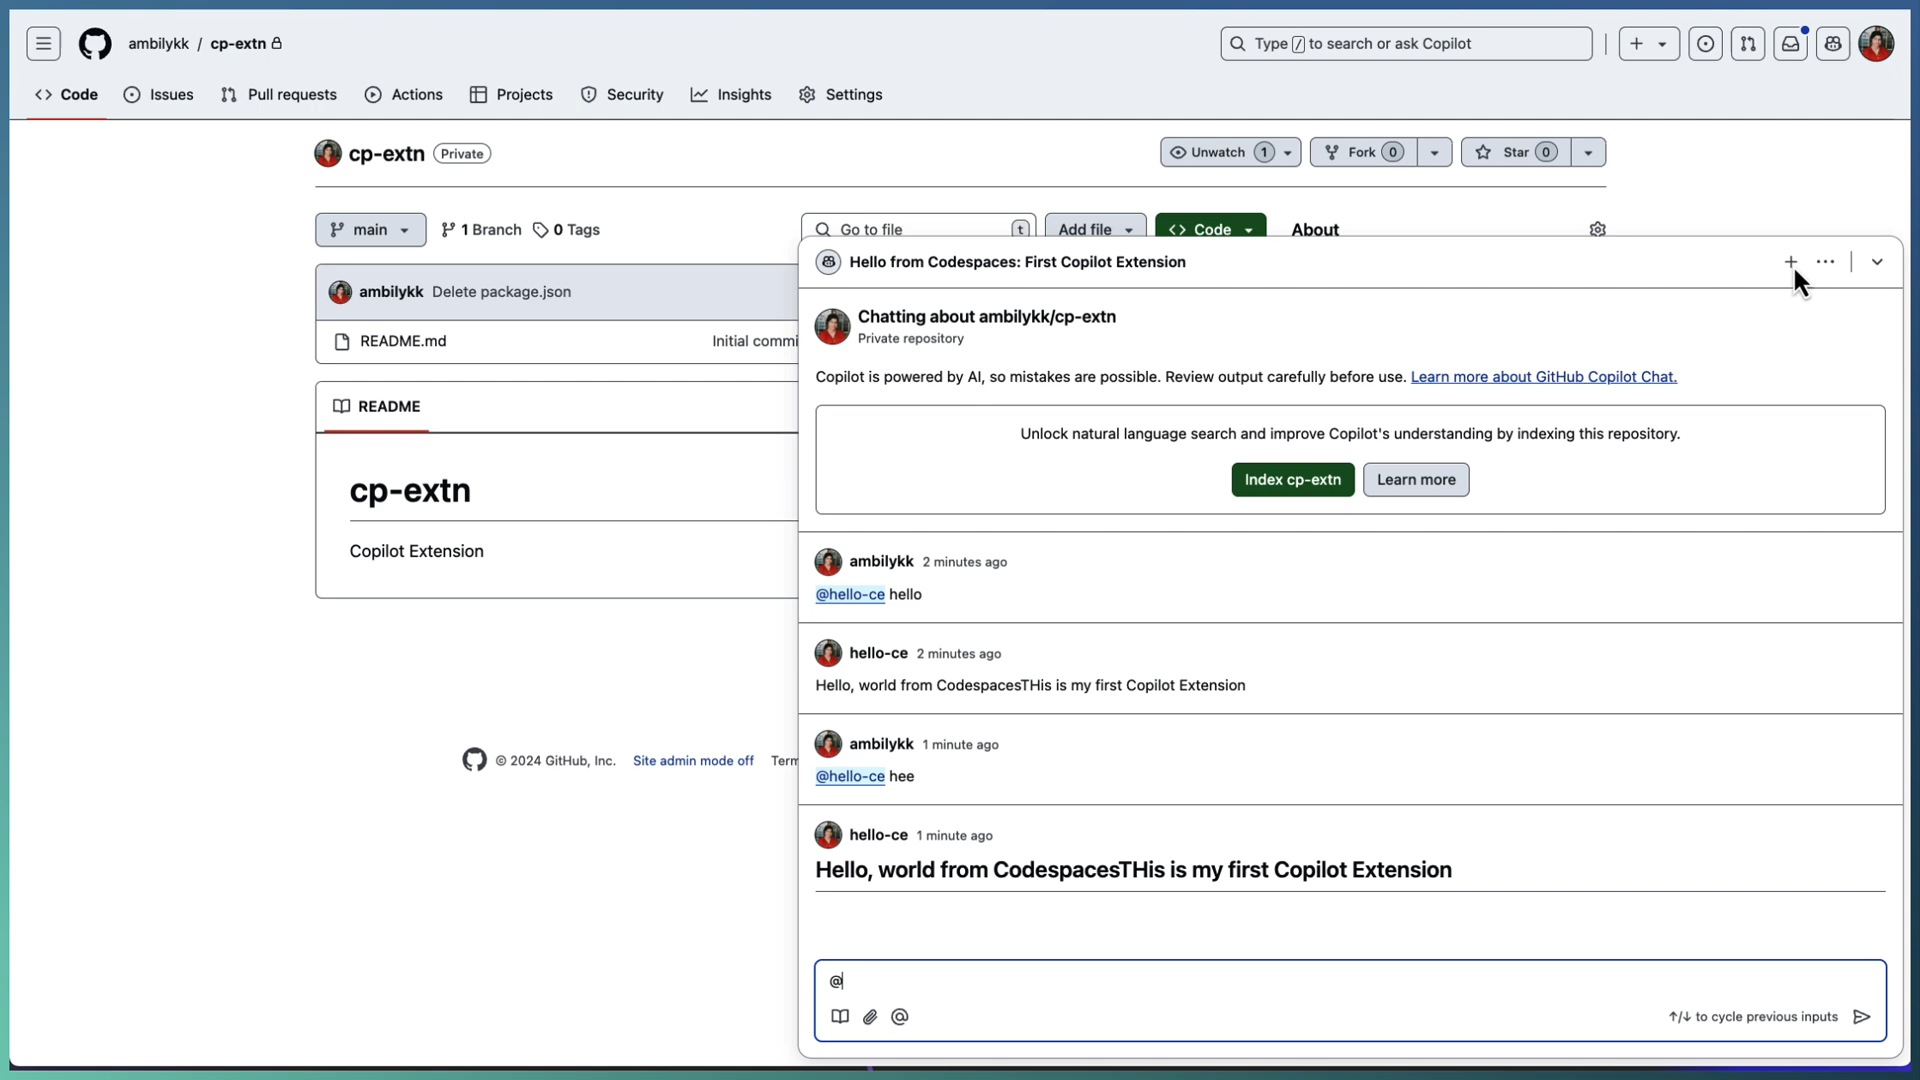 ambilykk / cp-extn
Type / to search or ask Copilot
Code
Issues
Pull requests
Actions
Projects
Security
Insights
Settings
cp-extn
Private
Unwatch 1
Fork 0
Star 0
main
1 Branch
0 Tags
Go to file
t
Add file
Code
About
ambilykk Delete package.json
README.md
Initial commi
README
cp-extn
Copilot Extension
© 2024 GitHub, Inc.
Site admin mode off
Term
Hello from Codespaces: First Copilot Extension
Chatting about ambilykk/cp-extn
Private repository
Copilot is powered by AI, so mistakes are possible. Review output carefully before use. Learn more about GitHub Copilot Chat.
Unlock natural language search and improve Copilot's understanding by indexing this repository.
Index cp-extn
Learn more
ambilykk 2 minutes ago
@hello-ce hello
hello-ce 2 minutes ago
Hello, world from CodespacesTHis is my first Copilot Extension
ambilykk 1 minute ago
@hello-ce hee
hello-ce 1 minute ago
Hello, world from CodespacesTHis is my first Copilot Extension
@
↑/↓ to cycle previous inputs